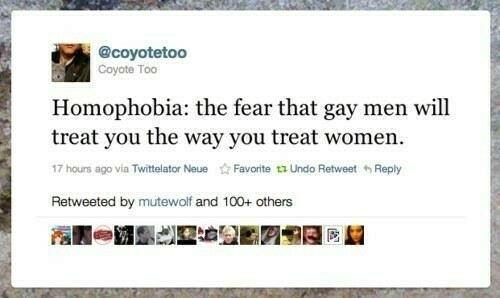 @coyotetoo
Coyote Too
Homophobia: the fear that gay men will
treat you the way you treat women.
17 hours ago via Twittelator Neue Favorite Undo Retweet Reply
Retweeted by mutewolf and 100+ others